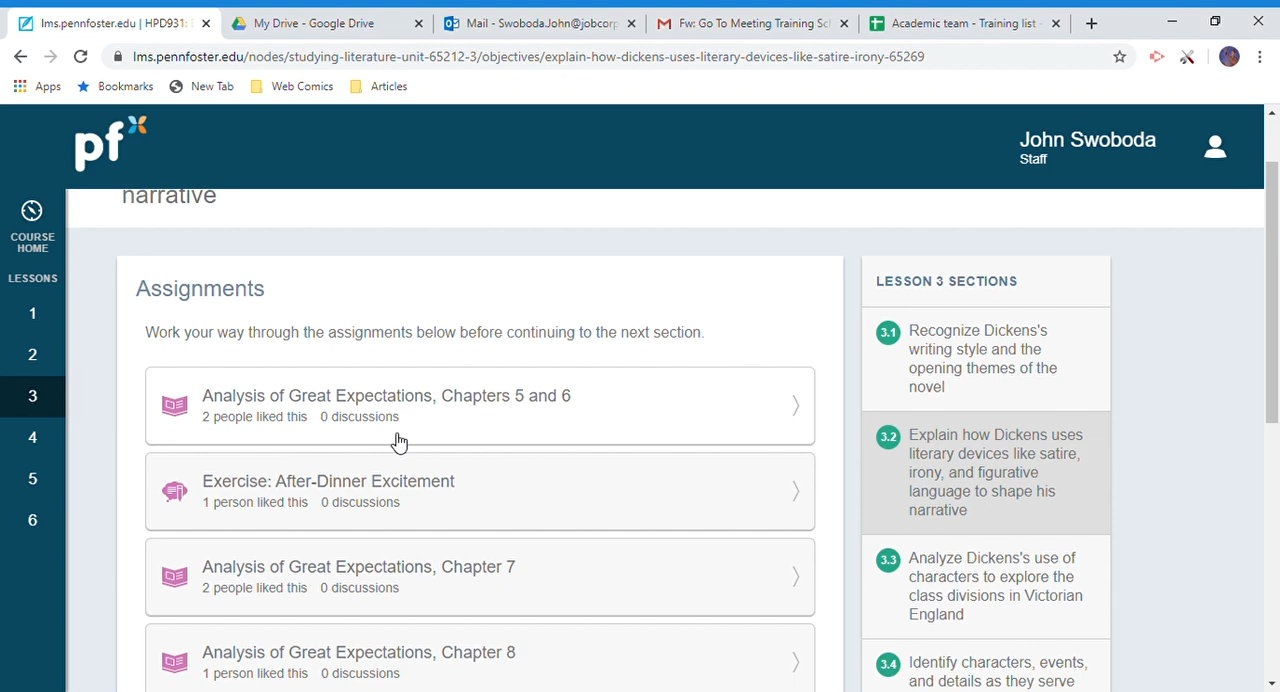 lms.pennfoster.edu | HPD931: E
My Drive - Google Drive
Mail - Swoboda.John@jobcorp
Fw: Go To Meeting Training Sch
Academic team - Training list -
lms.pennfoster.edu/nodes/studying-literature-unit-65212-3/objectives/explain-how-dickens-uses-literary-devices-like-satire-irony-65269
Apps
Bookmarks
New Tab
Web Comics
Articles
pf
John Swoboda
Staff
COURSE
HOME
LESSONS
1
2
3
4
5
6
narrative
Assignments
Work your way through the assignments below before continuing to the next section.
Analysis of Great Expectations, Chapters 5 and 6
2 people liked this 0 discussions
Exercise: After-Dinner Excitement
1 person liked this 0 discussions
Analysis of Great Expectations, Chapter 7
2 people liked this 0 discussions
Analysis of Great Expectations, Chapter 8
1 person liked this 0 discussions
LESSON 3 SECTIONS
3.1 Recognize Dickens's
writing style and the
opening themes of the
novel
3.2 Explain how Dickens uses
literary devices like satire,
irony, and figurative
language to shape his
narrative
3.3 Analyze Dickens's use of
characters to explore the
class divisions in Victorian
England
3.4 Identify characters, events,
and details as they serve